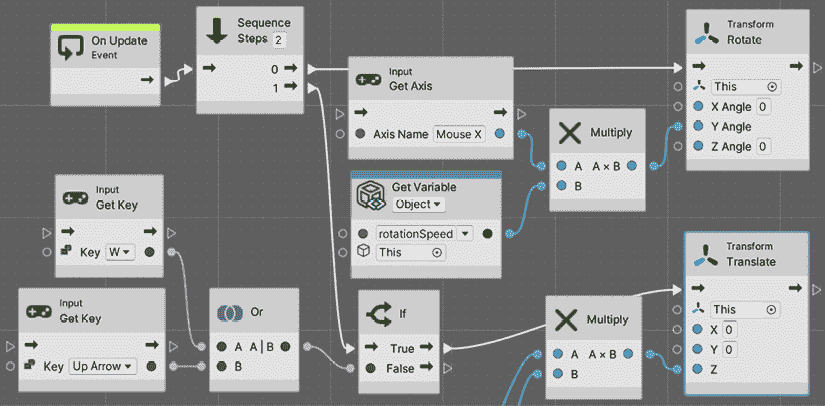 On Update
Event
Sequence
Steps 2
0
1
Input
Get Axis
Axis Name Mouse X
Multiply
A A × B
B
Transform
Rotate
This
X Angle 0
Y Angle
Z Angle 0
Get Variable
Object
rotationSpeed
This
Input
Get Key
Key W
Input
Get Key
Key Up Arrow
Or
A A | B
B
If
True
False
Multiply
A A × B
B
Transform
Translate
This
X 0
Y 0
Z